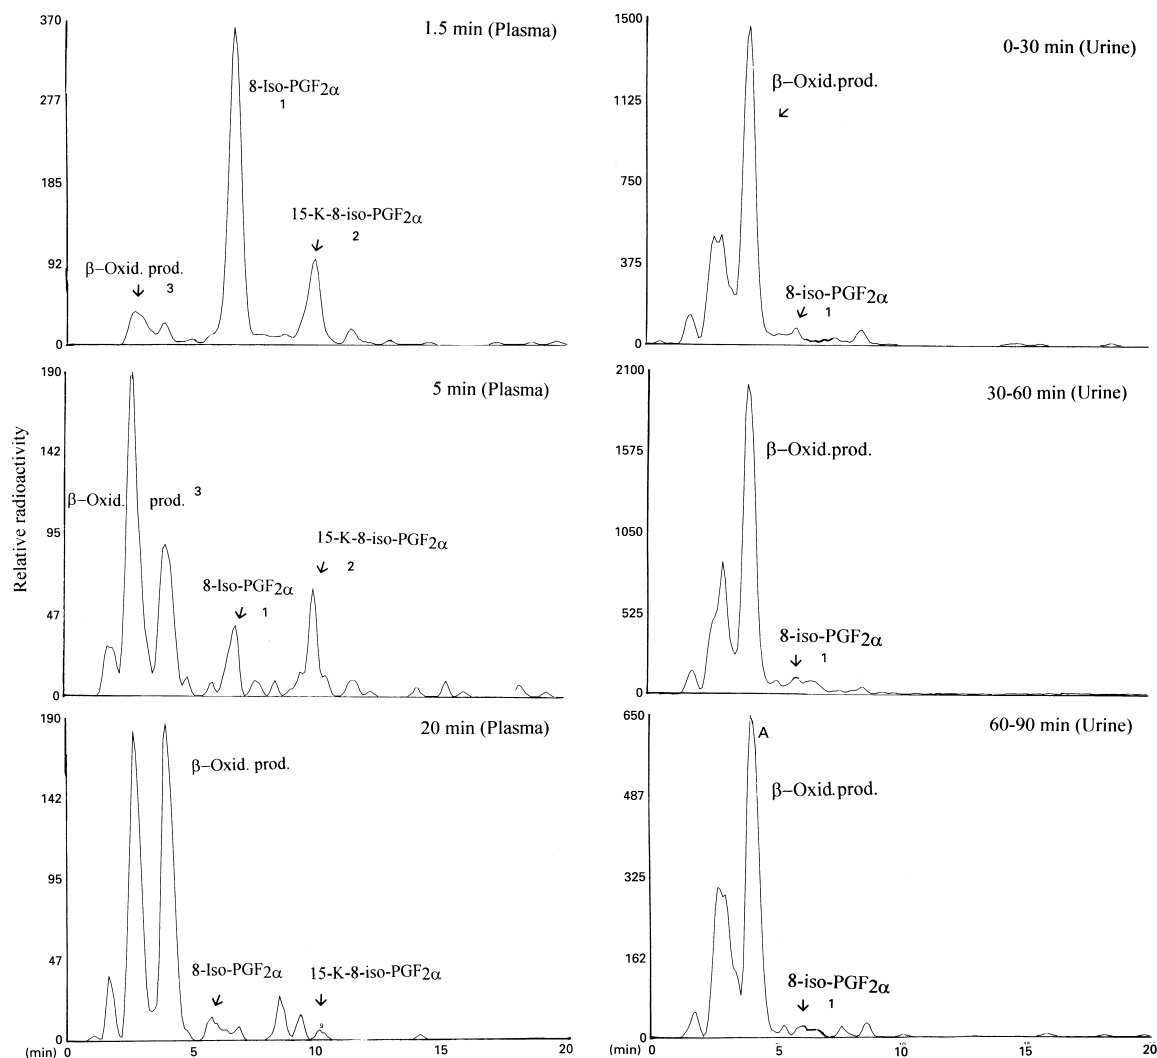 Relative radioactivity
1.5 min (Plasma)
370
277
185
92
0
8-Iso-PGF2α
1
15-K-8-iso-PGF2α
2
β–Oxid. prod.
3
5 min (Plasma)
190
142
95
47
0
β–Oxid. prod. 3
15-K-8-iso-PGF2α
2
8-Iso-PGF2α
1
20 min (Plasma)
190
142
95
47
0
β–Oxid. prod.
8-Iso-PGF2α
15-K-8-iso-PGF2α
(min) 0 5 10 15 20
0-30 min (Urine)
1500
1125
750
375
0
β–Oxid.prod.
8-iso-PGF2α
1
30-60 min (Urine)
2100
1575
1050
525
0
β–Oxid.prod.
8-iso-PGF2α
1
60-90 min (Urine)
650
487
325
162
0
A
β–Oxid.prod.
8-iso-PGF2α
1
(min) 0 5 10 15 20